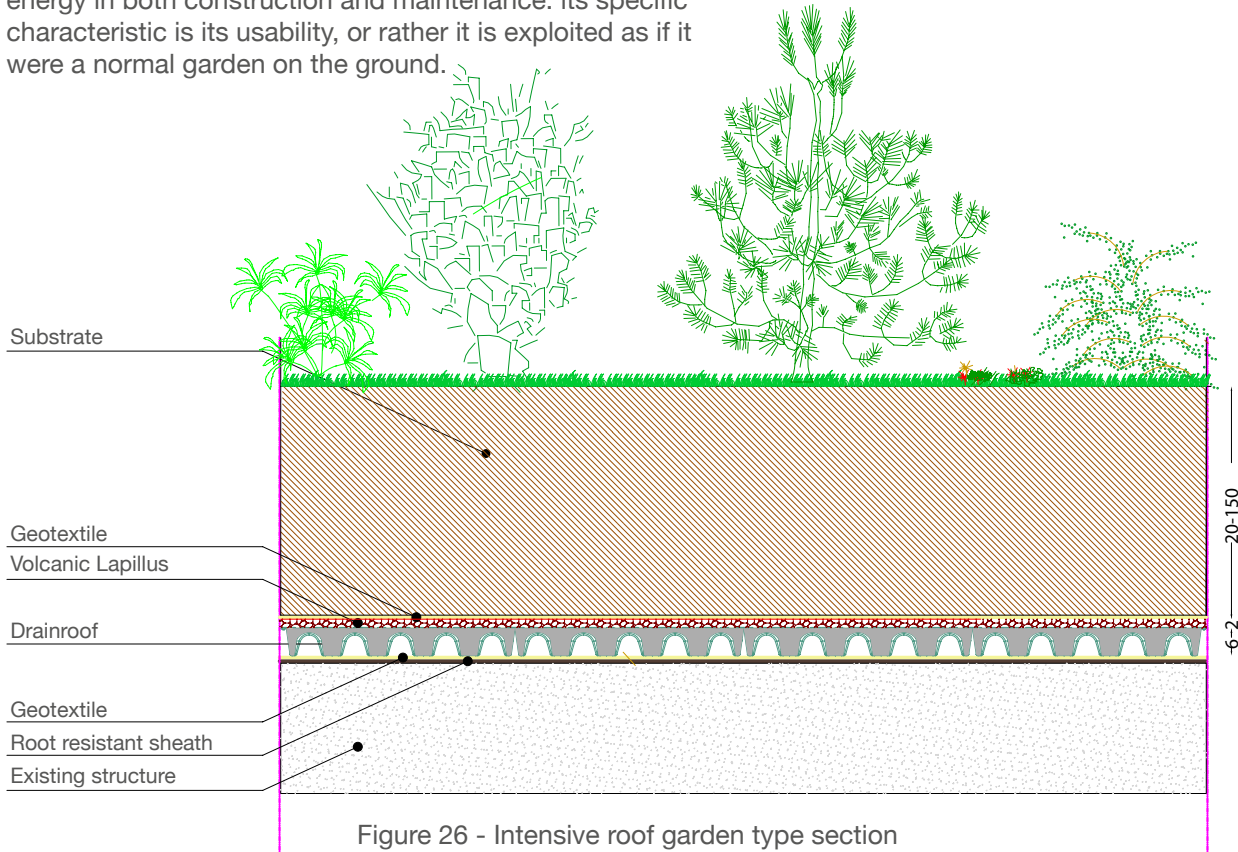 energy in both construction and maintenance. Its specific
characteristic is its usability, or rather it is exploited as if it
were a normal garden on the ground.
Substrate
Geotextile
Volcanic Lapillus
Drainroof
Geotextile
Root resistant sheath
Existing structure
20-150
6
2
Figure 26 - Intensive roof garden type section